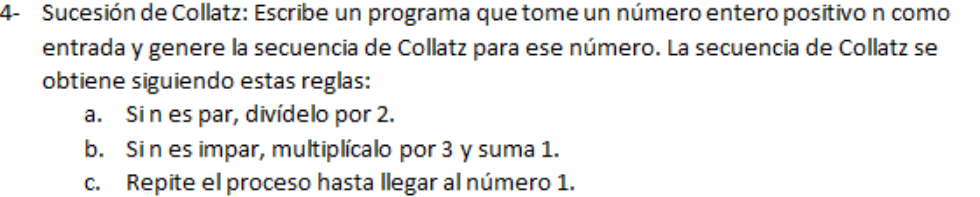 4- Sucesión de Collatz: Escribe un programa que tome un número entero positivo n como
entrada y genere la secuencia de Collatz para ese número. La secuencia de Collatz se
obtiene siguiendo estas reglas:
a. Si n es par, divídelo por 2.
b. Si n es impar, multiplícalo por 3 y suma 1.
c. Repite el proceso hasta llegar al número 1.